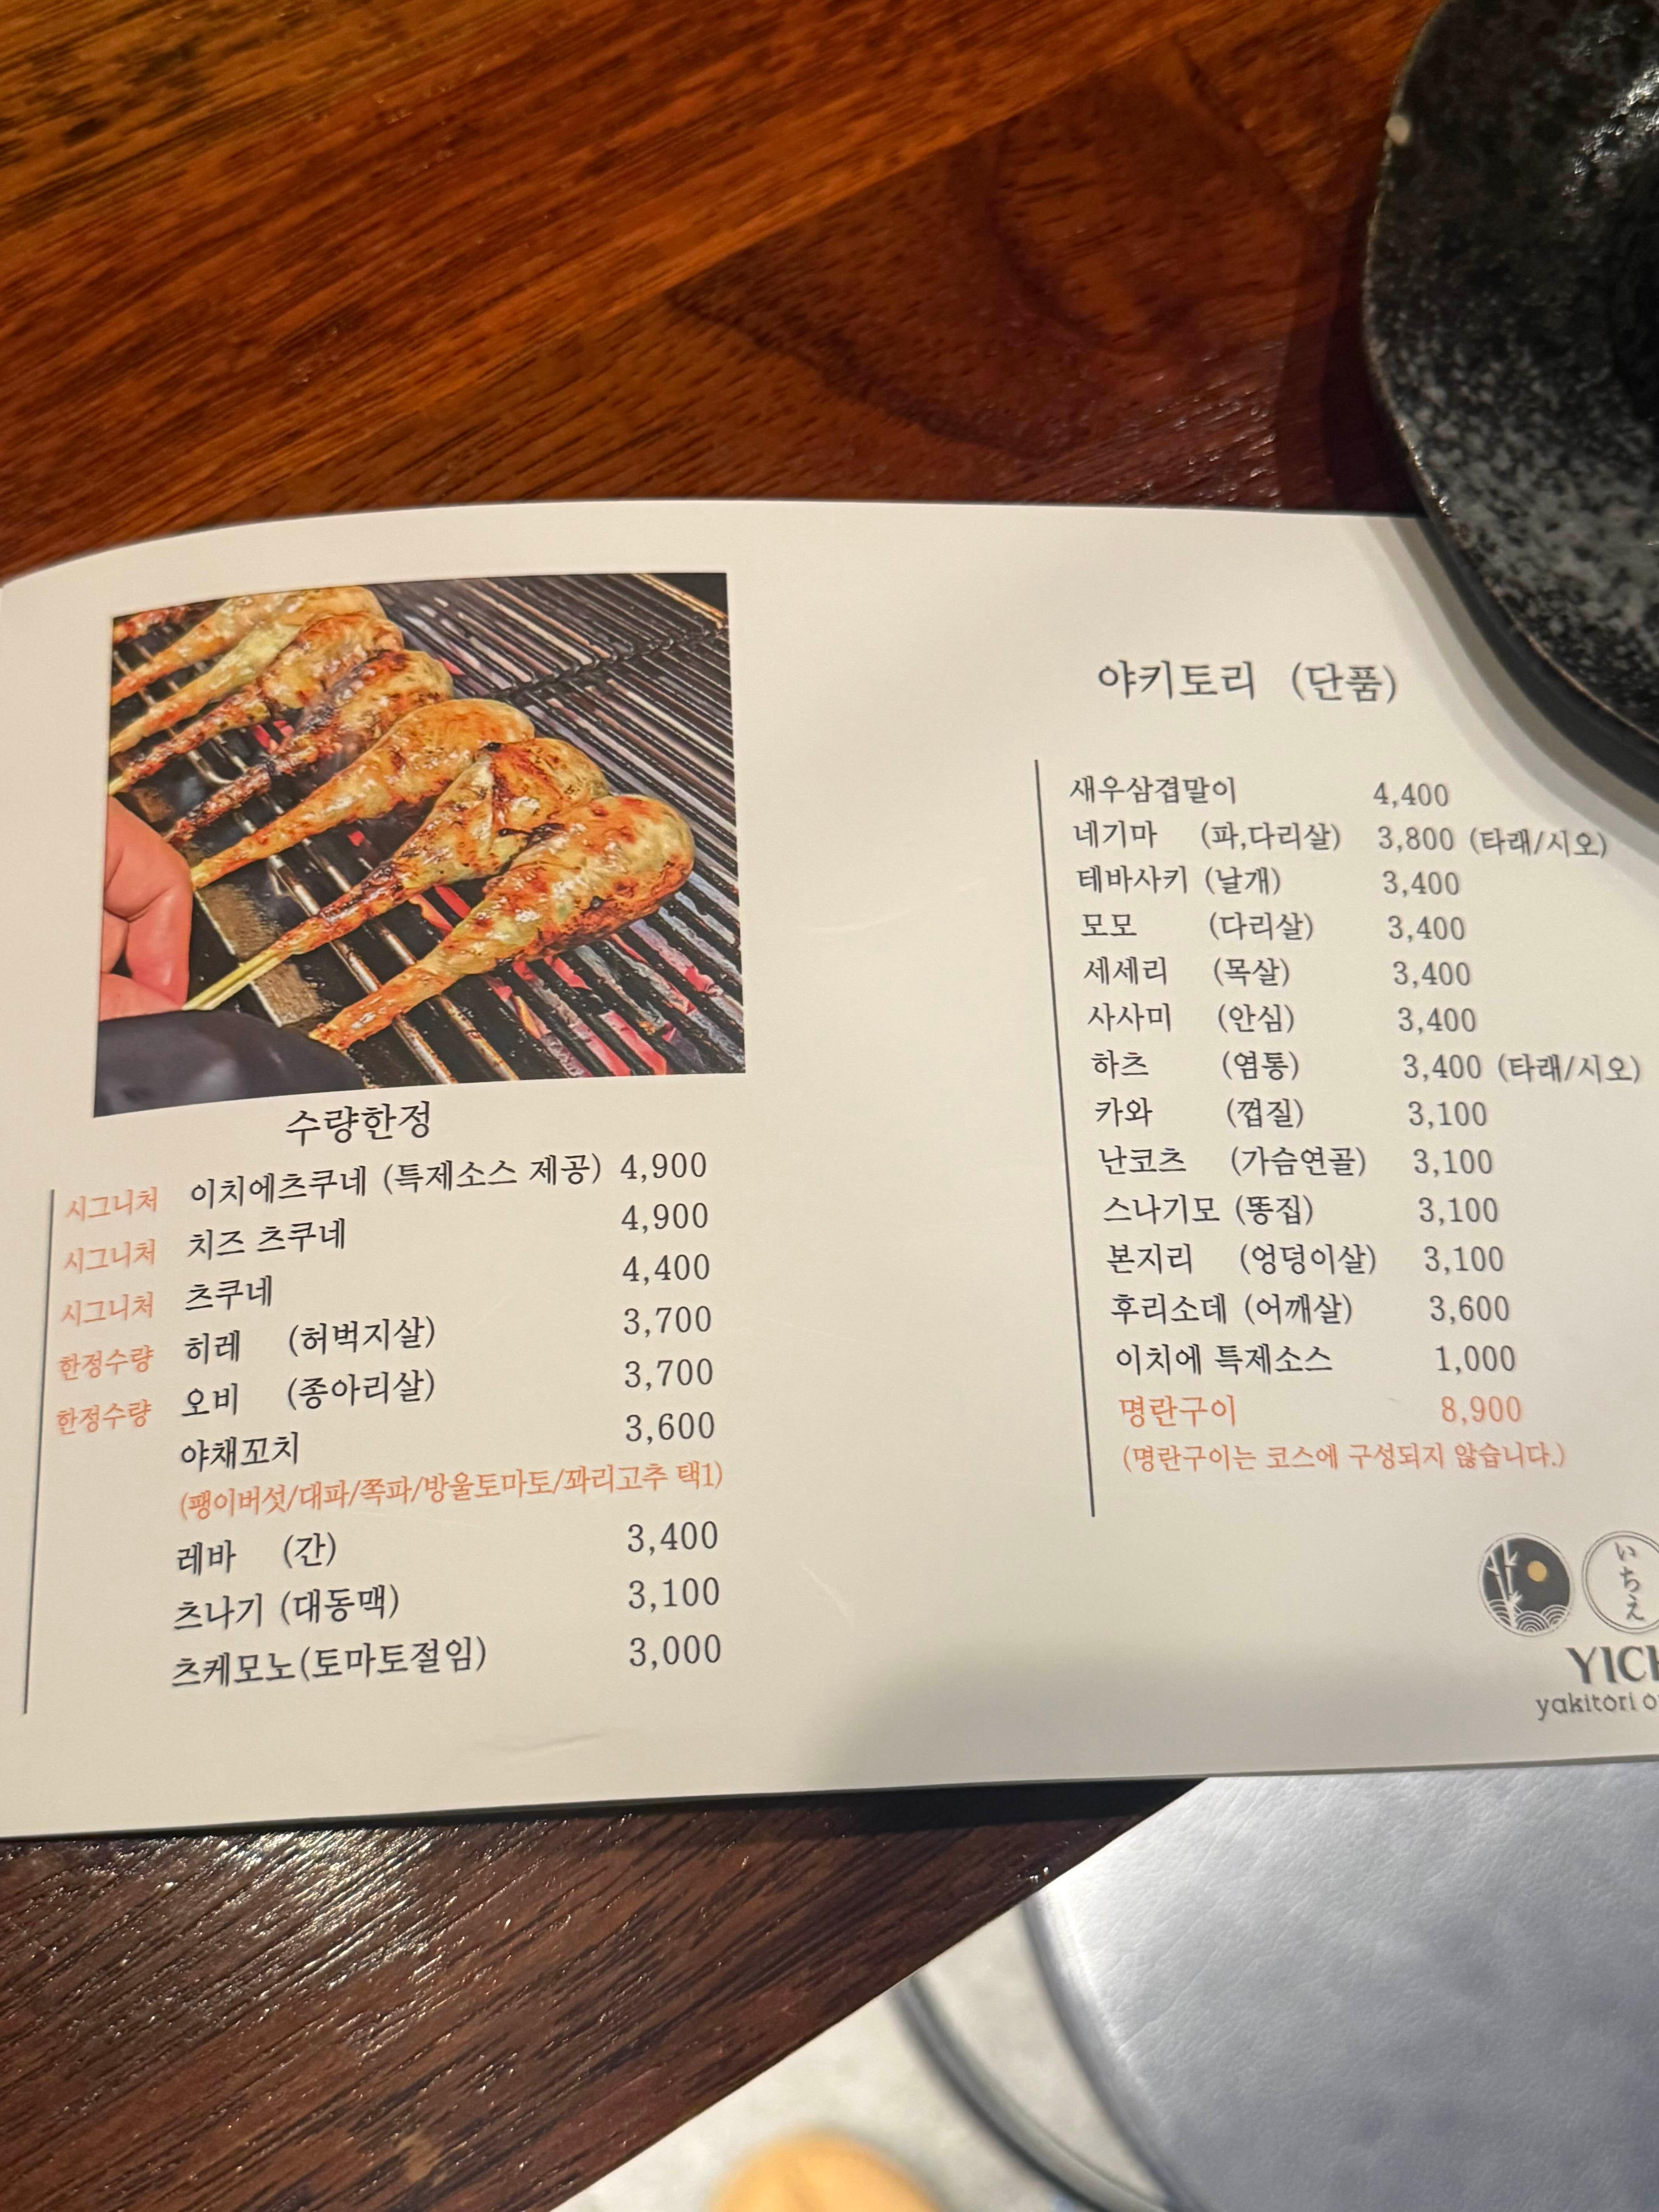 수량한정
시그니처 이치에츠쿠네 (특제소스 제공) 4,900
시그니처 치즈 츠쿠네 4,900
시그니처 츠쿠네 4,400
한정수량 히레 (허벅지살) 3,700
한정수량 오비 (종아리살) 3,700
야채꼬치 3,600
(팽이버섯/대파/쪽파/방울토마토/꽈리고추 택1)
레바 (간) 3,400
츠나기 (대동맥) 3,100
츠케모노(토마토절임) 3,000
야키토리 (단품)
새우삼겹말이 4,400
네기마 (파,다리살) 3,800 (타래/시오)
테바사키 (날개) 3,400
모모 (다리살) 3,400
세세리 (목살) 3,400
사사미 (안심) 3,400
하츠 (염통) 3,400 (타래/시오)
카와 (껍질) 3,100
난코츠 (가슴연골) 3,100
스나기모 (똥집) 3,100
본지리 (엉덩이살) 3,100
후리소데 (어깨살) 3,600
이치에 특제소스 1,000
명란구이 8,900
(명란구이는 코스에 구성되지 않습니다.)
いちえ
yakitori